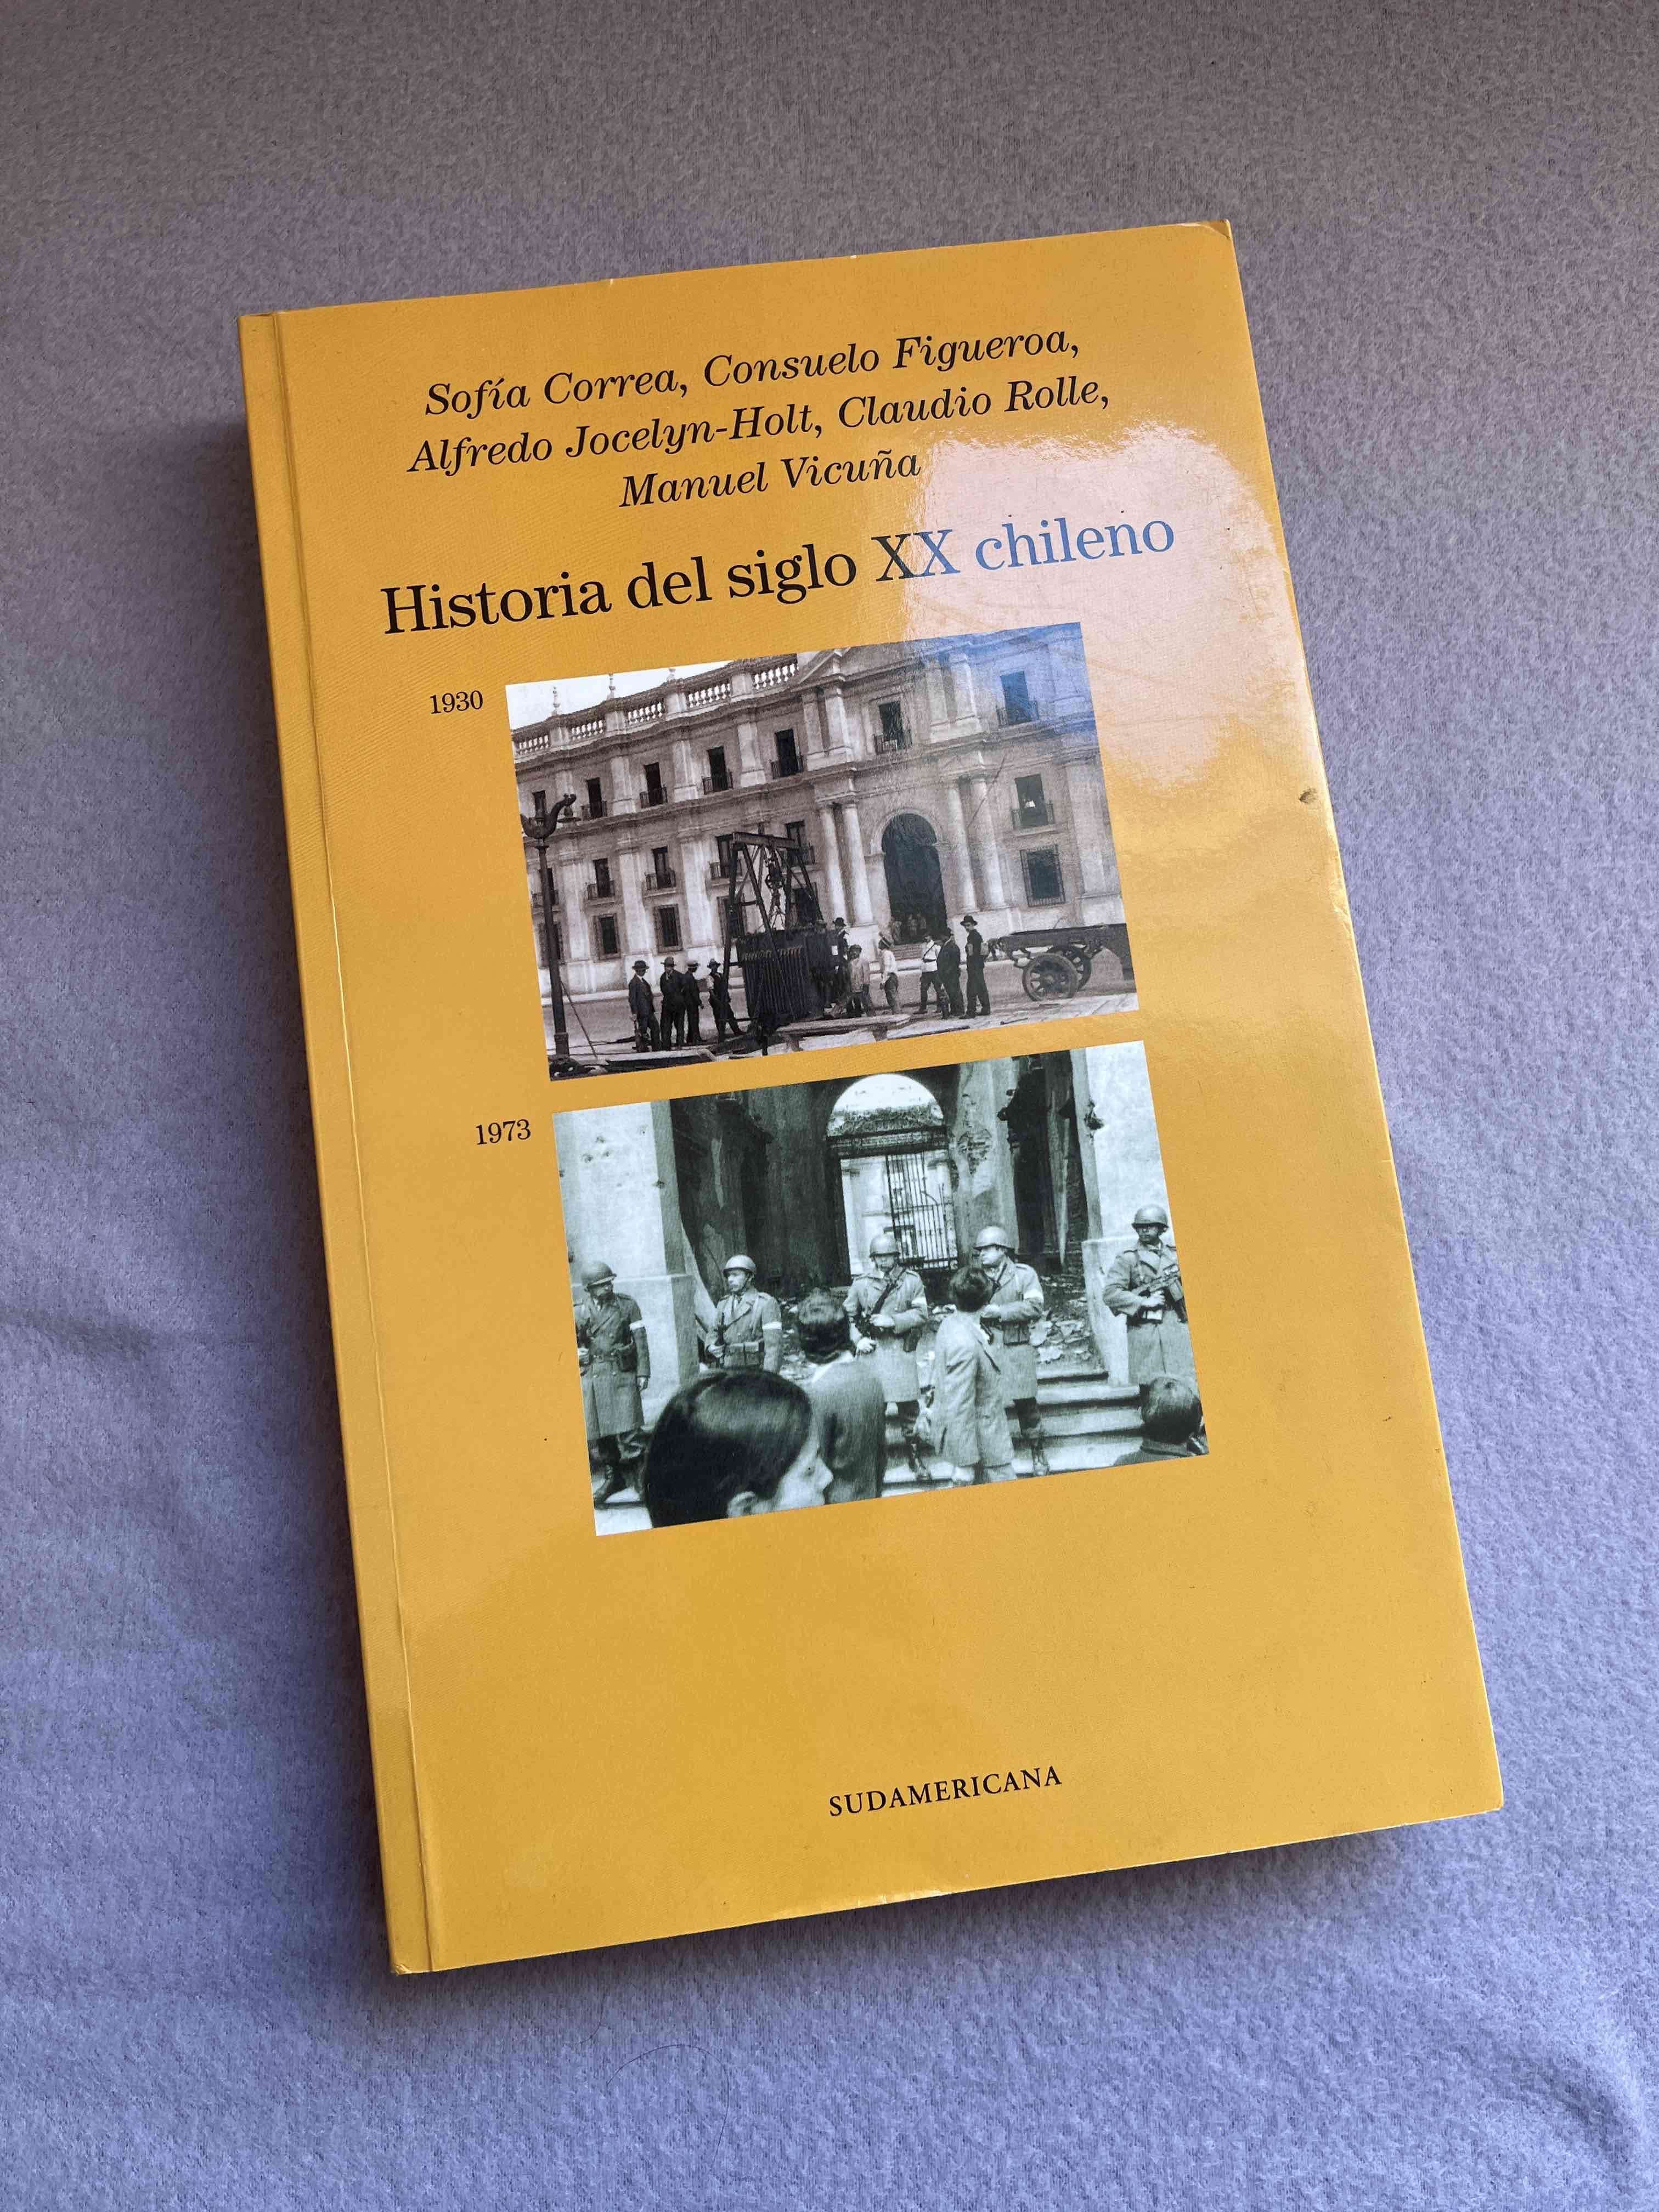 Sofía Correa, Consuelo Figueroa,
Alfredo Jocelyn-Holt, Claudio Rolle,
Manuel Vicuña
Historia del siglo XX chileno
1930
1973
SUDAMERICANA